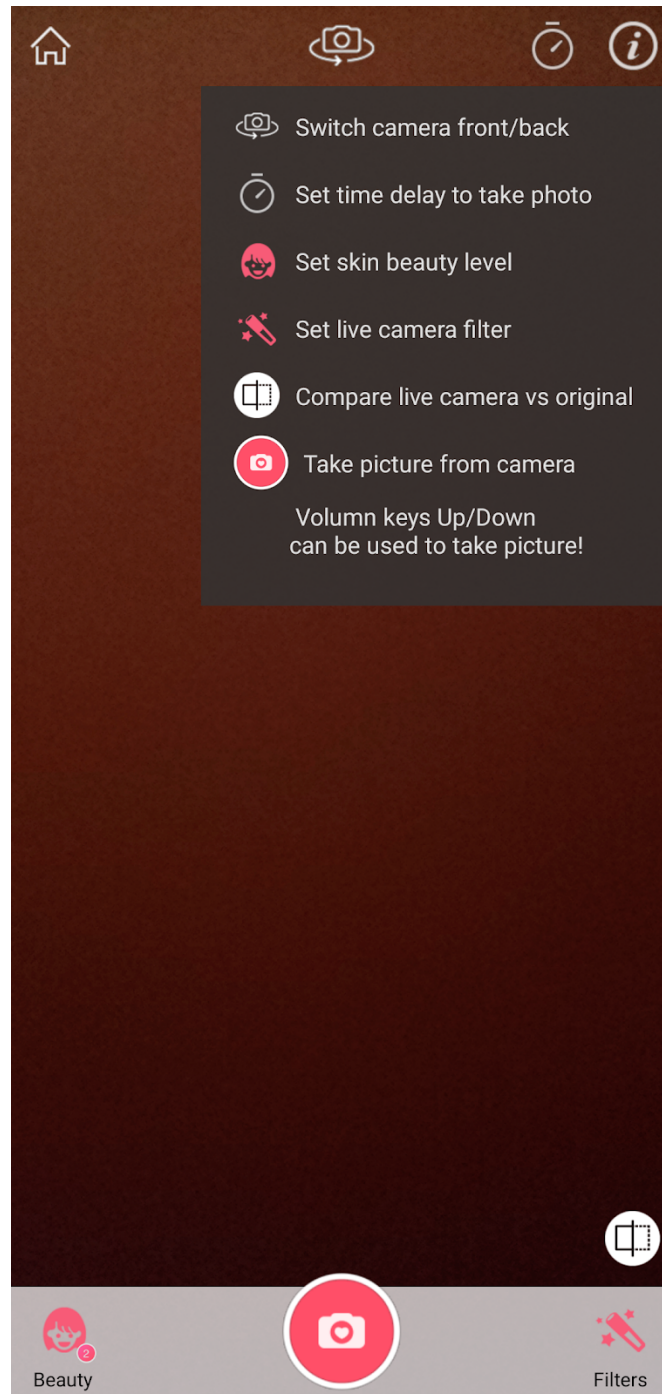 Switch camera front/back
Set time delay to take photo
Set skin beauty level
Set live camera filter
Compare live camera vs original
Take picture from camera
Volumn keys Up/Down
can be used to take picture!
2
Beauty
Filters